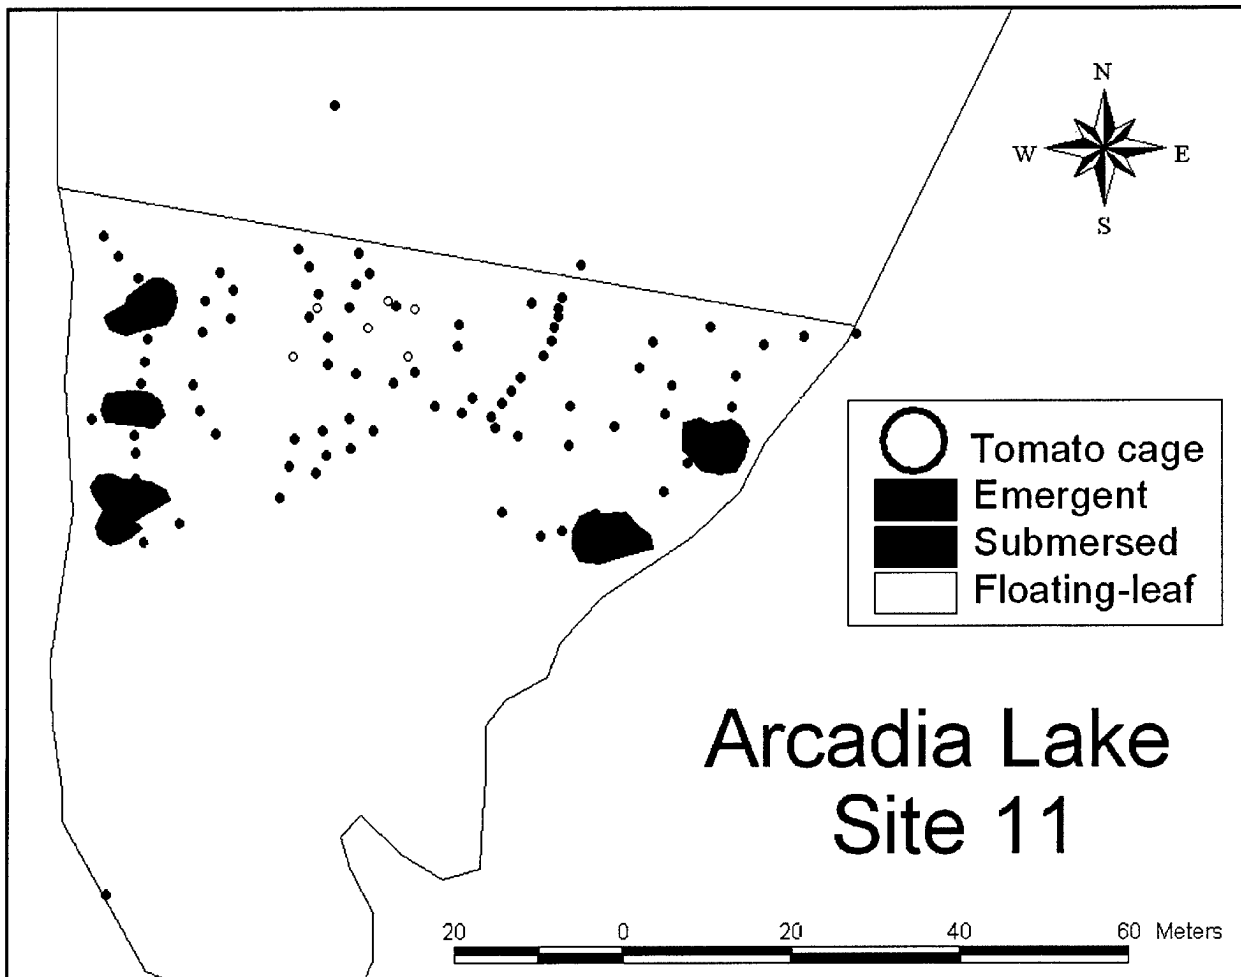 N
W E
S
Tomato cage
Emergent
Submersed
Floating-leaf
Arcadia Lake
Site 11
20 0 20 40 60 Meters